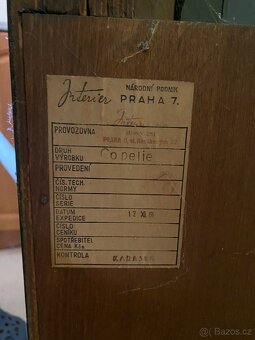 Interier
NÁRODNÍ PODNIK
PRAHA 7.
PROVOZOVNA
DRUH
VÝROBKU Copelie
PROVEDENÍ
ČÍS. TECH.
NORMY
ČÍSLO
SERIE
DATUM
EXPEDICE
ČÍSLO
CENÍKU
SPOTŘEBITEL
CENA Kčs
KONTROLA
Sbazar.cz